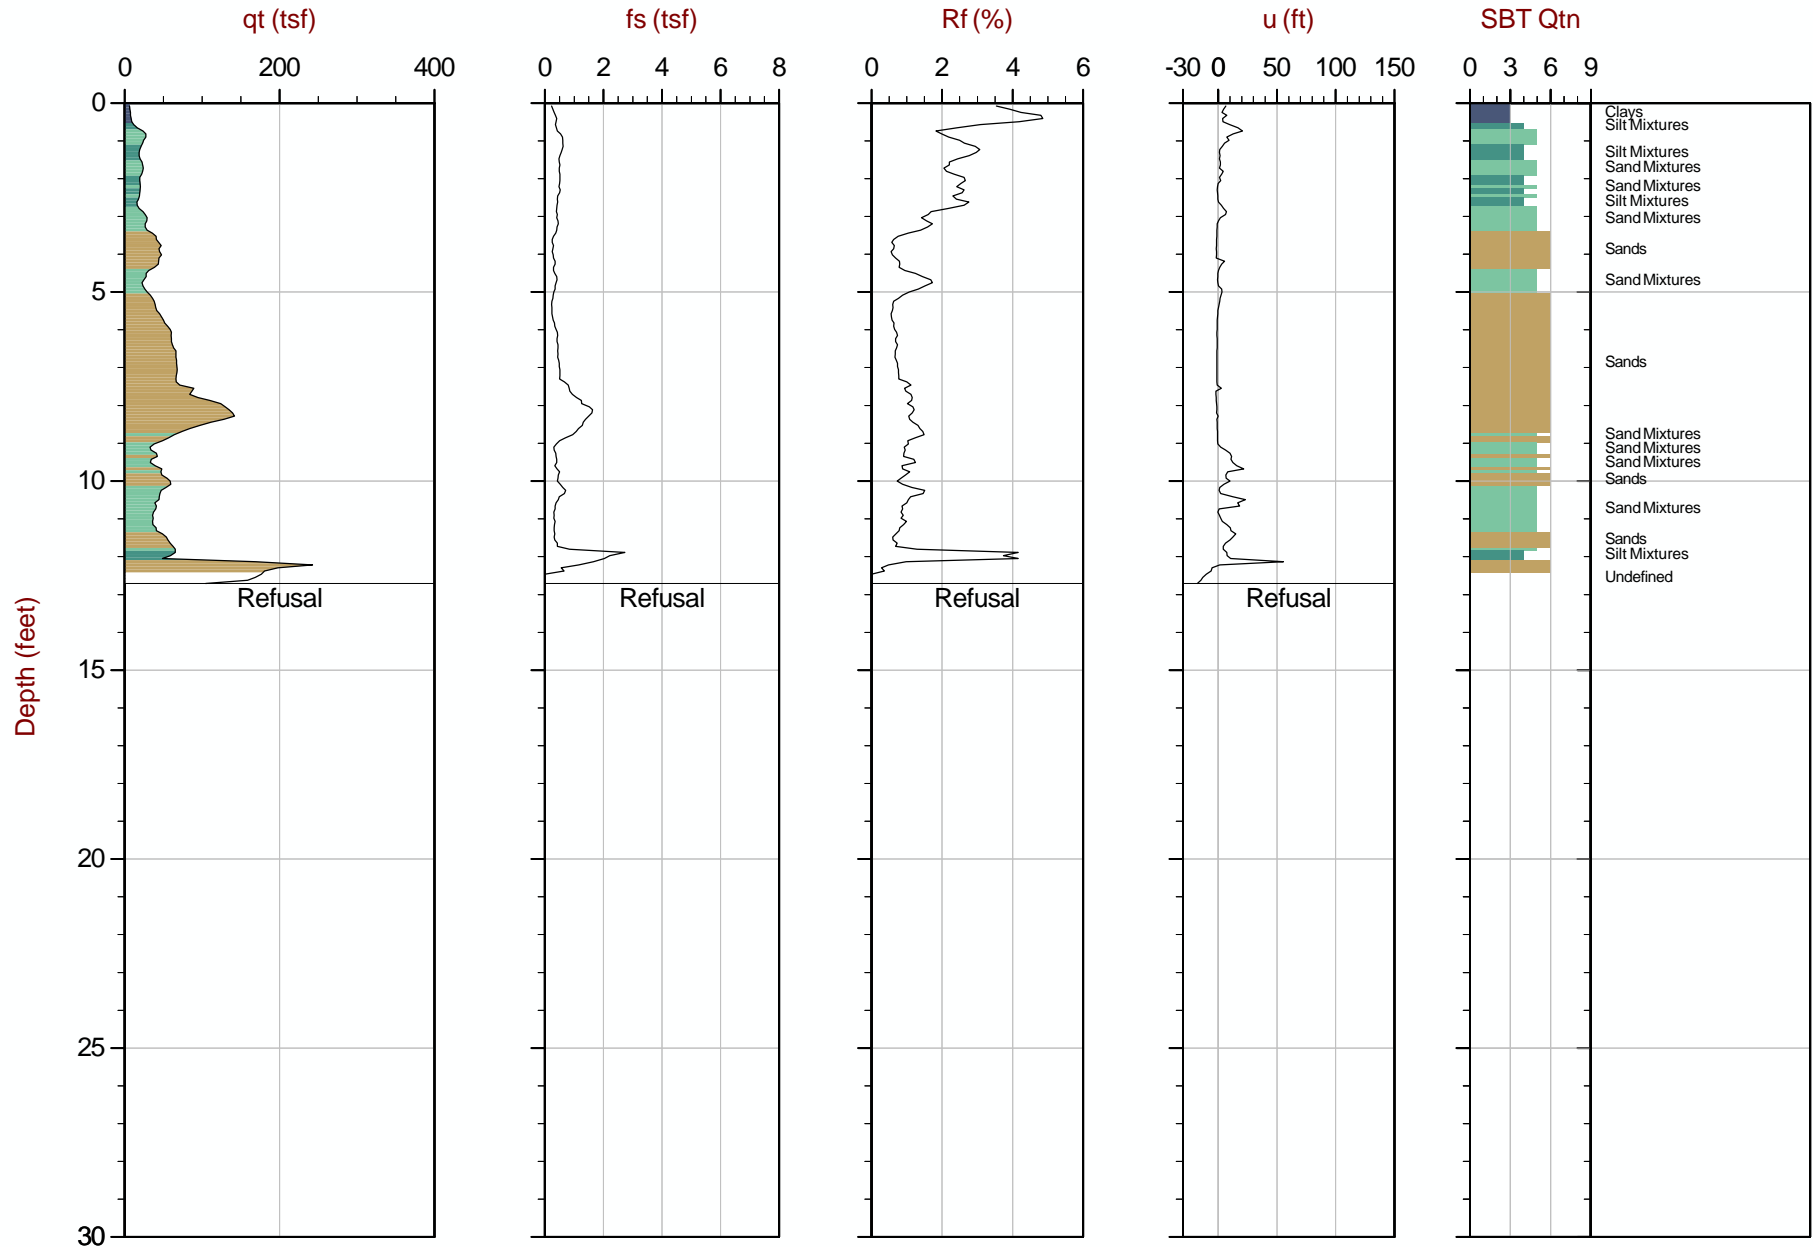 qt (tsf) fs (tsf) Rf (%) u (ft) SBT Qtn
0 200 400 0 2 4 6 8 0 2 4 6 -30 0 50 100 150 0 3 6 9
0
Clays
Silt Mixtures
Silt Mixtures
Sand Mixtures
Sand Mixtures
Silt Mixtures
Sand Mixtures
Sands
Sand Mixtures
5
Sands
Sand Mixtures
Sand Mixtures
Sand Mixtures
Sands
10
Sand Mixtures
Sands
Silt Mixtures
Undefined
Refusal Refusal Refusal Refusal
Depth (feet)
15
20
25
30